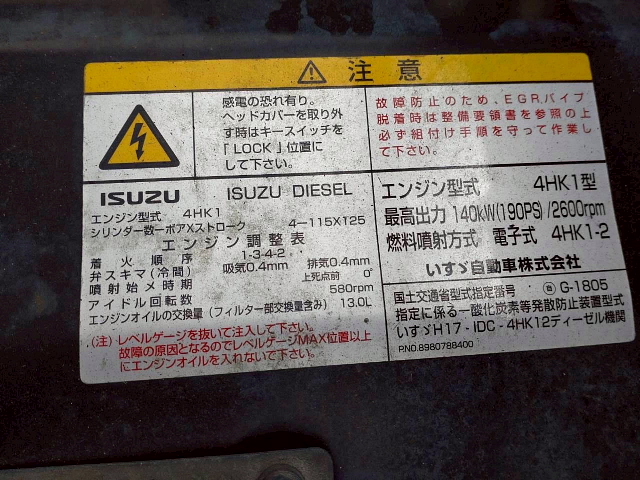 注意
感電の恐れ有り。
ヘッドカバーを取り外
す時はキースイッチを
「LOCK」位置に
して下さい。
故障防止のため、EGRパイプ
脱着時は整備要領書を参照の上
必ず組付け手順を守って作業し
て下さい。
ISUZU ISUZU DIESEL
エンジン型式 4HK1
シリンダー数ーボアXストローク 4－115X125
エンジン調整表
着火順序 1-3-4-2
弁スキマ(冷間) 吸気0.4mm 排気0.4mm
噴射始メ時期 上死点前 0°
アイドル回転数 580rpm
エンジンオイルの交換量(フィルター部交換量含み) 13.0L
(注)レベルゲージを抜いて注入して下さい。
故障の原因となるのでレベルゲージMAX位置以上
にエンジンオイルを入れないで下さい。
エンジン型式 4HK1型
最高出力 140kW(190PS)/2600rpm
燃料噴射方式 電子式 4HK1-2
いすゞ自動車株式会社
国土交通省型式指定番号 G-1805
指定に係る一酸化炭素等発散防止装置型式
いすゞH17-IDC-4HK12ディーゼル機関
P.NO.8980788400